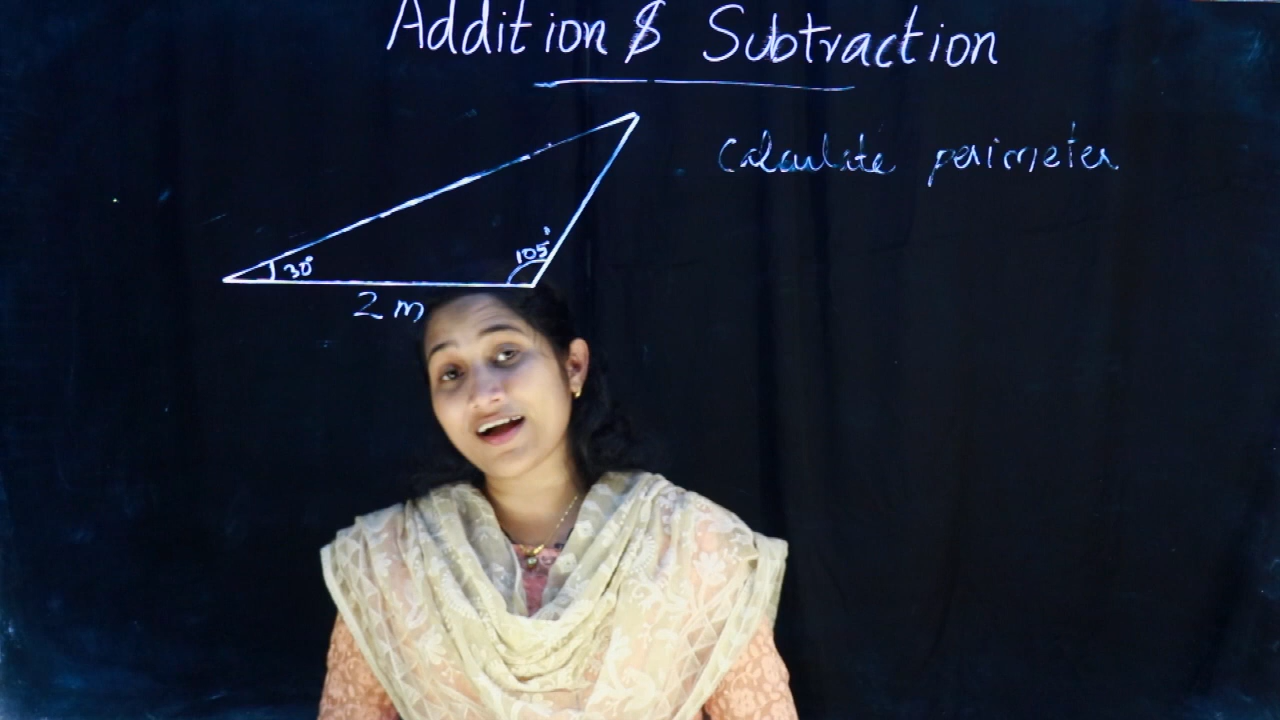 Addition & Subtraction
Calculate perimeter
105°
30°
2 m